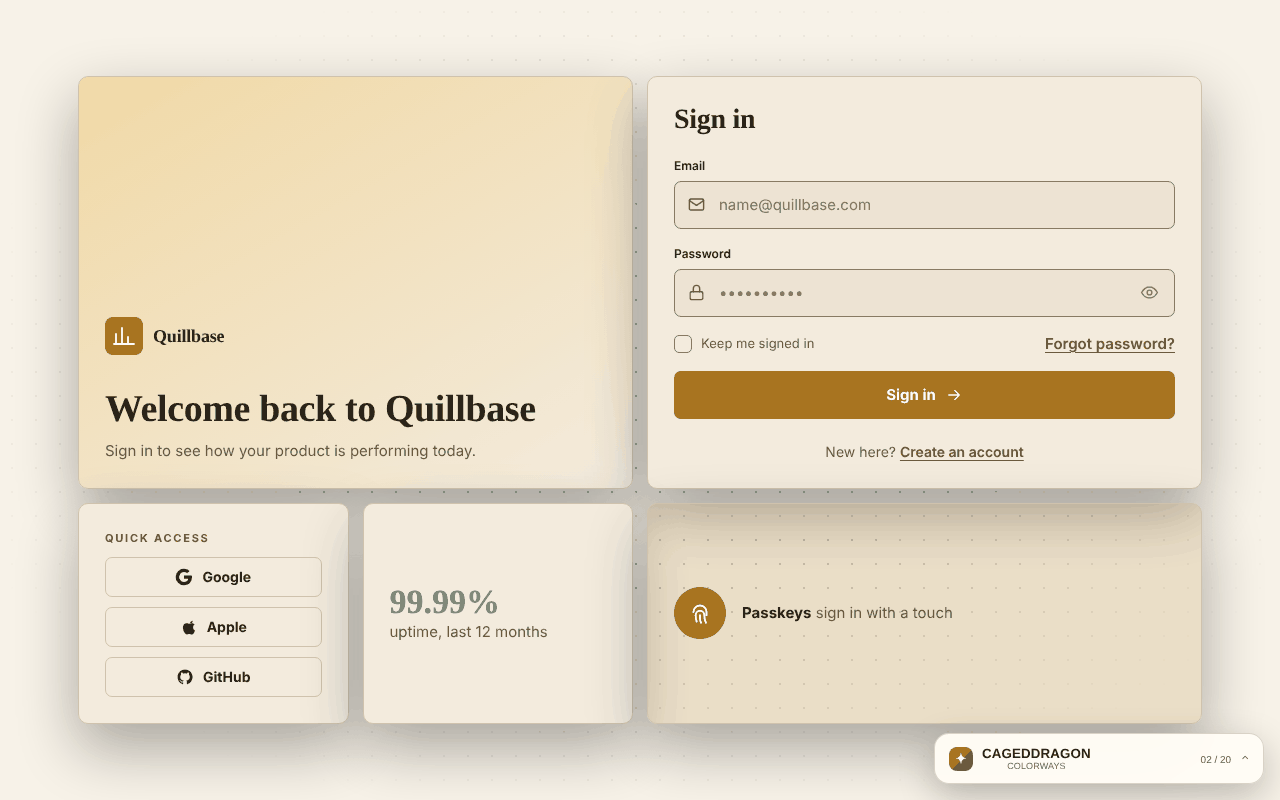 Quillbase
Welcome back to Quillbase
Sign in to see how your product is performing today.
Sign in
Email
name@quillbase.com
Password
••••••••••
Keep me signed in
Forgot password?
Sign in →
New here? Create an account
QUICK ACCESS
Google
Apple
GitHub
99.99%
uptime, last 12 months
Passkeys sign in with a touch
CAGEDDRAGON
COLORWAYS
02 / 20